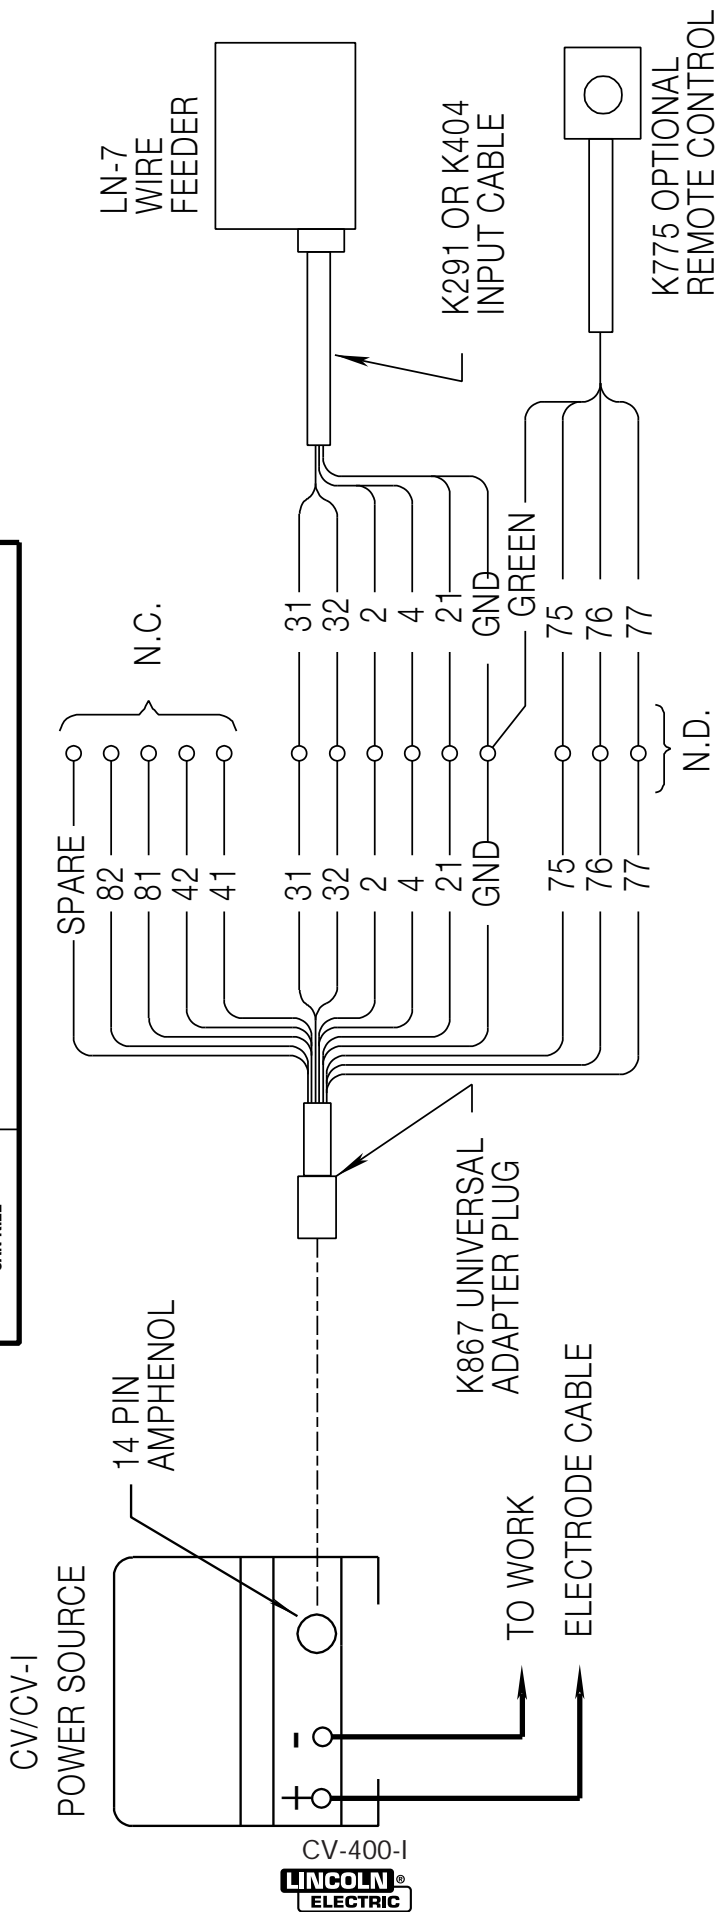 CV/CV-I
POWER SOURCE
14 PIN
AMPHENOL
TO WORK
ELECTRODE CABLE
K867 UNIVERSAL
ADAPTER PLUG
SPARE
82
81
42
41
31
32
2
4
21
GND
75
76
77
N.C.
31
32
2
4
21
GND
GREEN
75
76
77
N.D.
LN-7
WIRE
FEEDER
K291 OR K404
INPUT CABLE
K775 OPTIONAL
REMOTE CONTROL
+
-
CV-400-I
LINCOLN ®
ELECTRIC